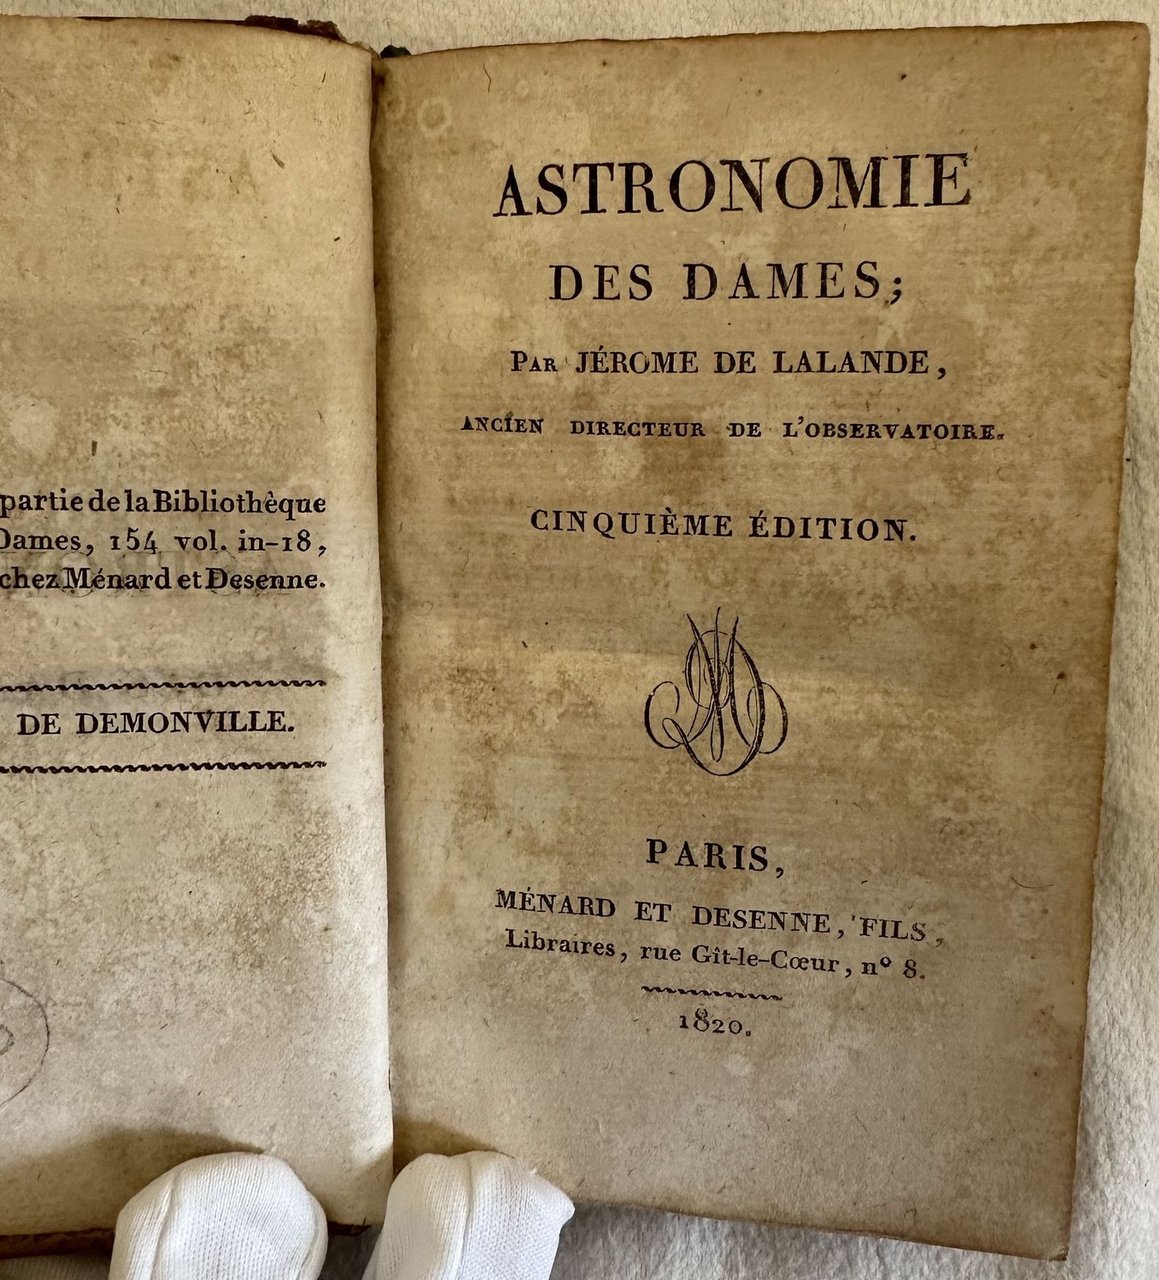 partie de la Bibliothèque
Dames, 154 vol. in-18,
chez Ménard et Desenne.
DE DEMONVILLE.
ASTRONOMIE
DES DAMES;
PAR JÉROME DE LALANDE,
ANCIEN DIRECTEUR DE L'OBSERVATOIRE.
CINQUIÈME ÉDITION.
PARIS,
MÉNARD ET DESENNE, FILS,
Libraires, rue Gît-le-Cœur, nº 8.
1820.